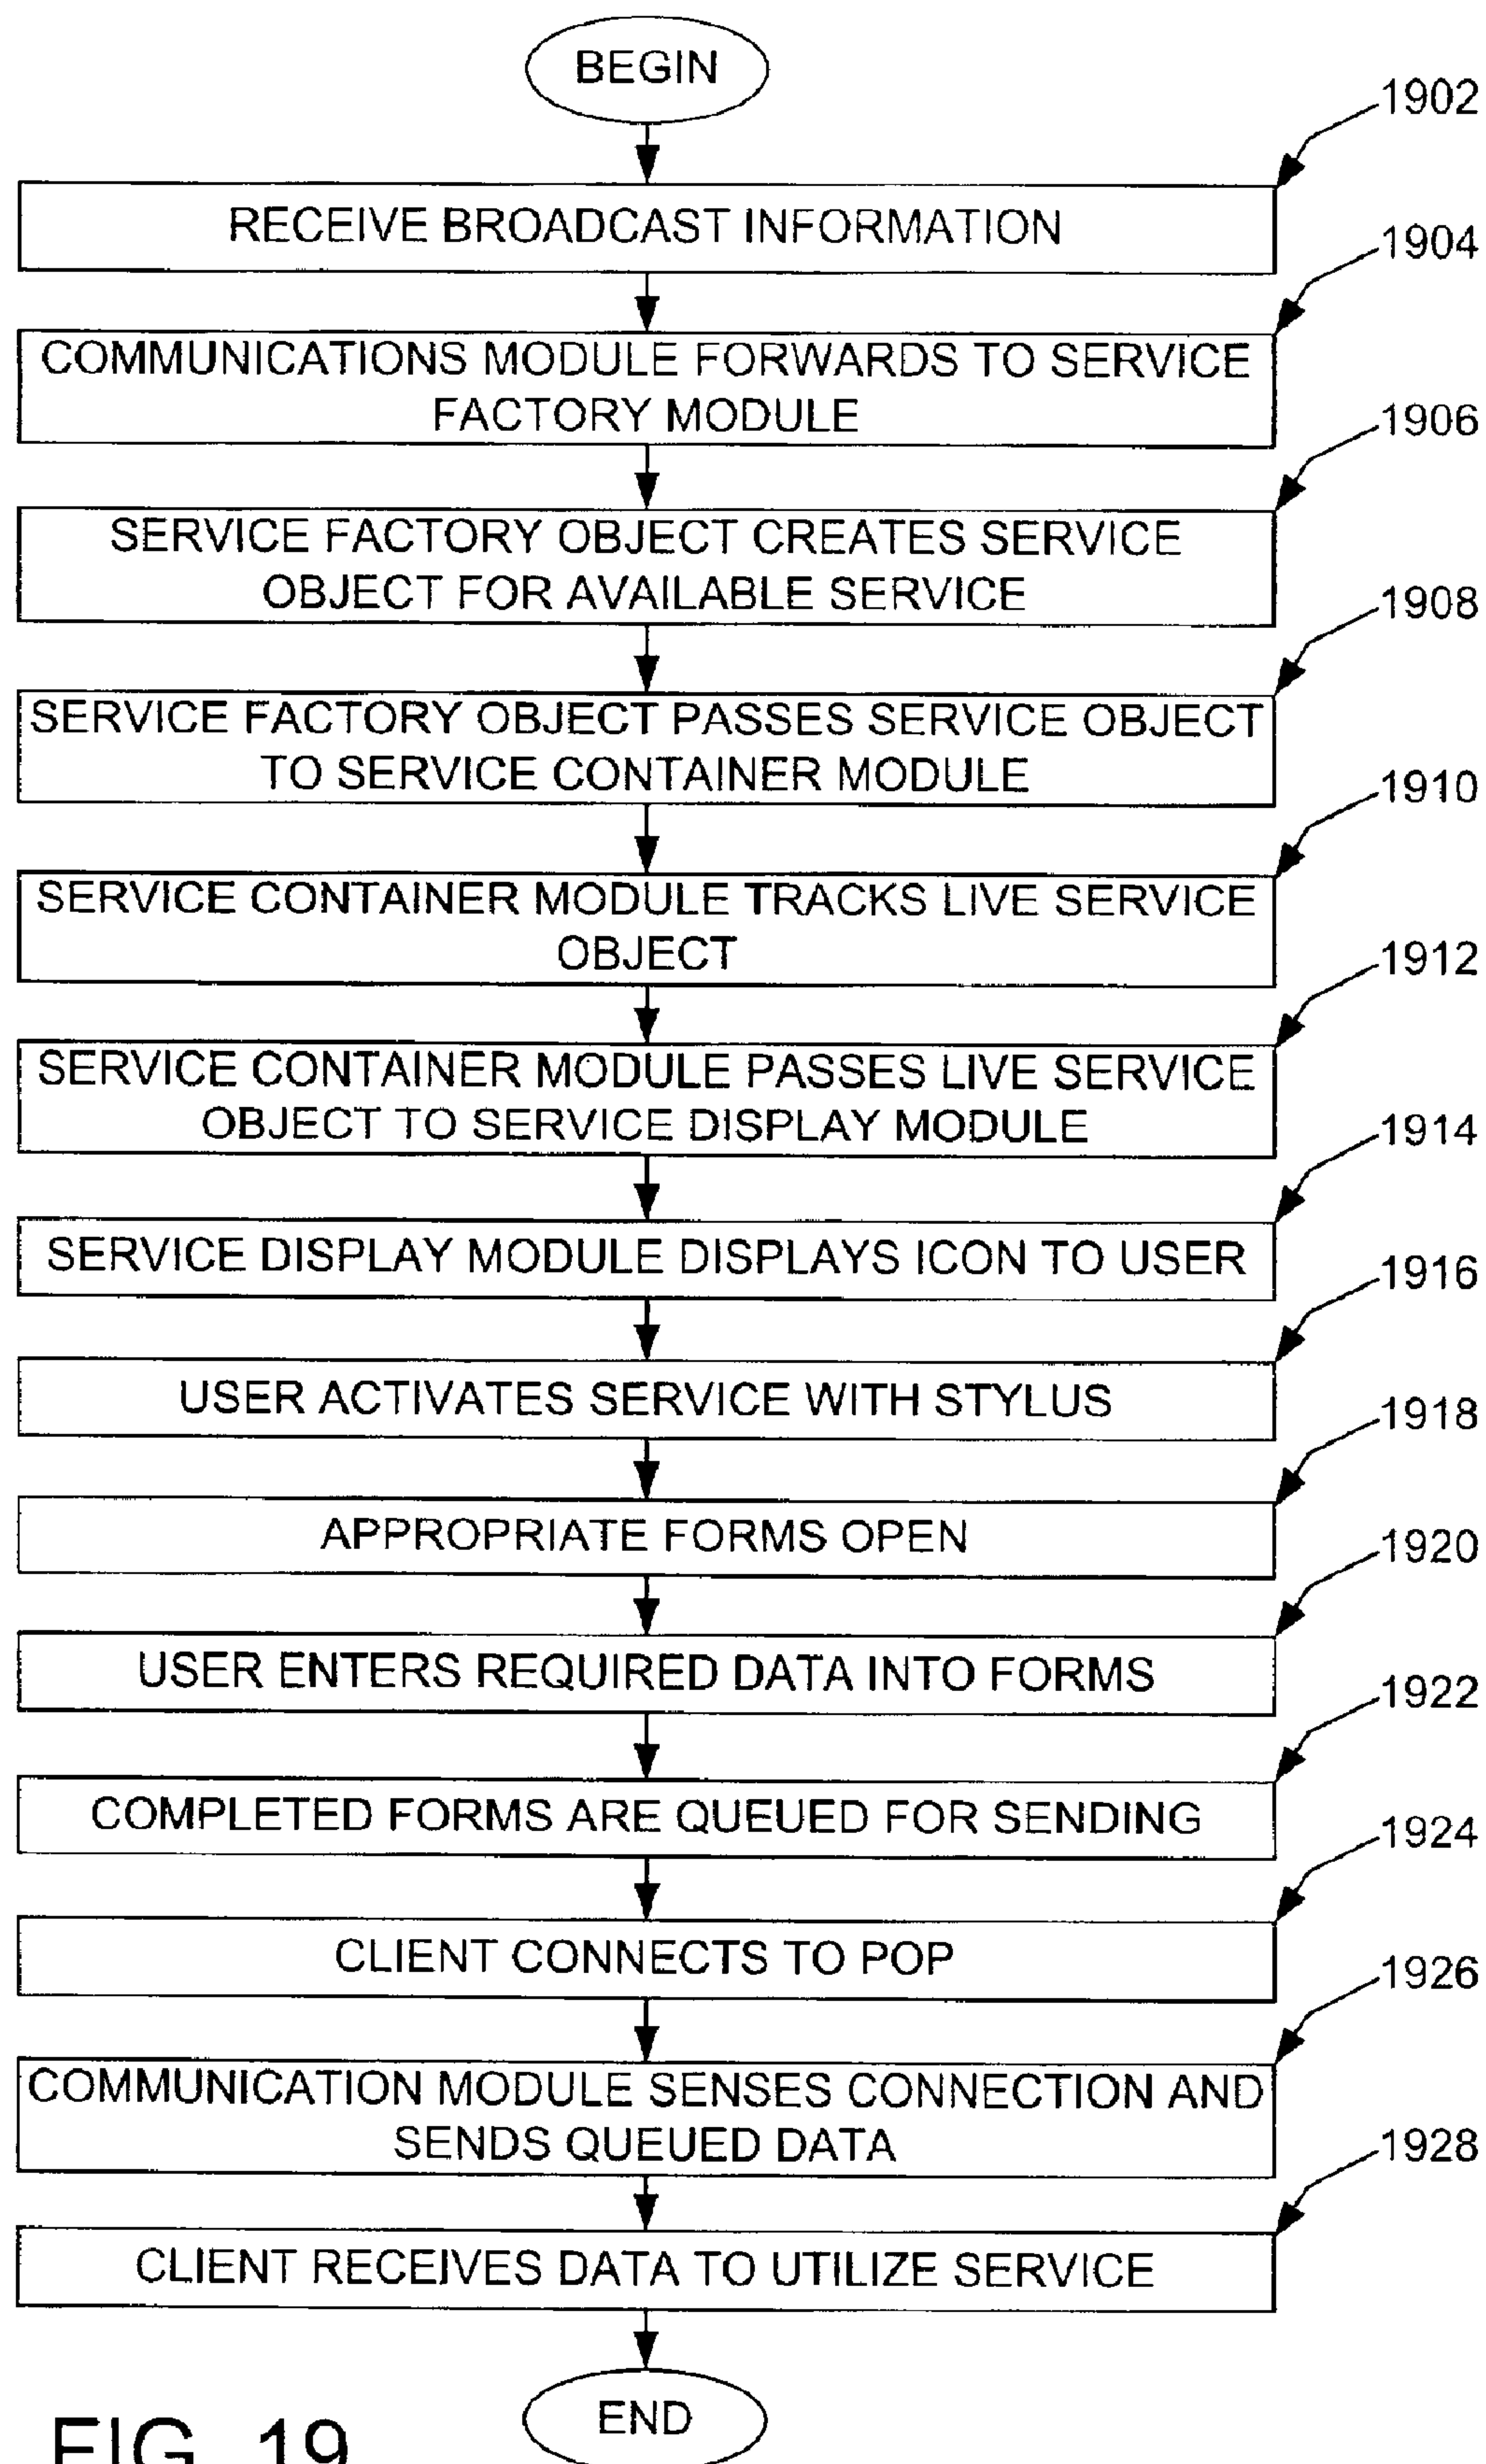 BEGIN
1902
RECEIVE BROADCAST INFORMATION
1904
COMMUNICATIONS MODULE FORWARDS TO SERVICE
FACTORY MODULE
1906
SERVICE FACTORY OBJECT CREATES SERVICE
OBJECT FOR AVAILABLE SERVICE
1908
SERVICE FACTORY OBJECT PASSES SERVICE OBJECT
TO SERVICE CONTAINER MODULE
1910
SERVICE CONTAINER MODULE TRACKS LIVE SERVICE
OBJECT
1912
SERVICE CONTAINER MODULE PASSES LIVE SERVICE
OBJECT TO SERVICE DISPLAY MODULE
1914
SERVICE DISPLAY MODULE DISPLAYS ICON TO USER
1916
USER ACTIVATES SERVICE WITH STYLUS
1918
APPROPRIATE FORMS OPEN
1920
USER ENTERS REQUIRED DATA INTO FORMS
1922
COMPLETED FORMS ARE QUEUED FOR SENDING
1924
CLIENT CONNECTS TO POP
1926
COMMUNICATION MODULE SENSES CONNECTION AND
SENDS QUEUED DATA
1928
CLIENT RECEIVES DATA TO UTILIZE SERVICE
END
FIG. 19